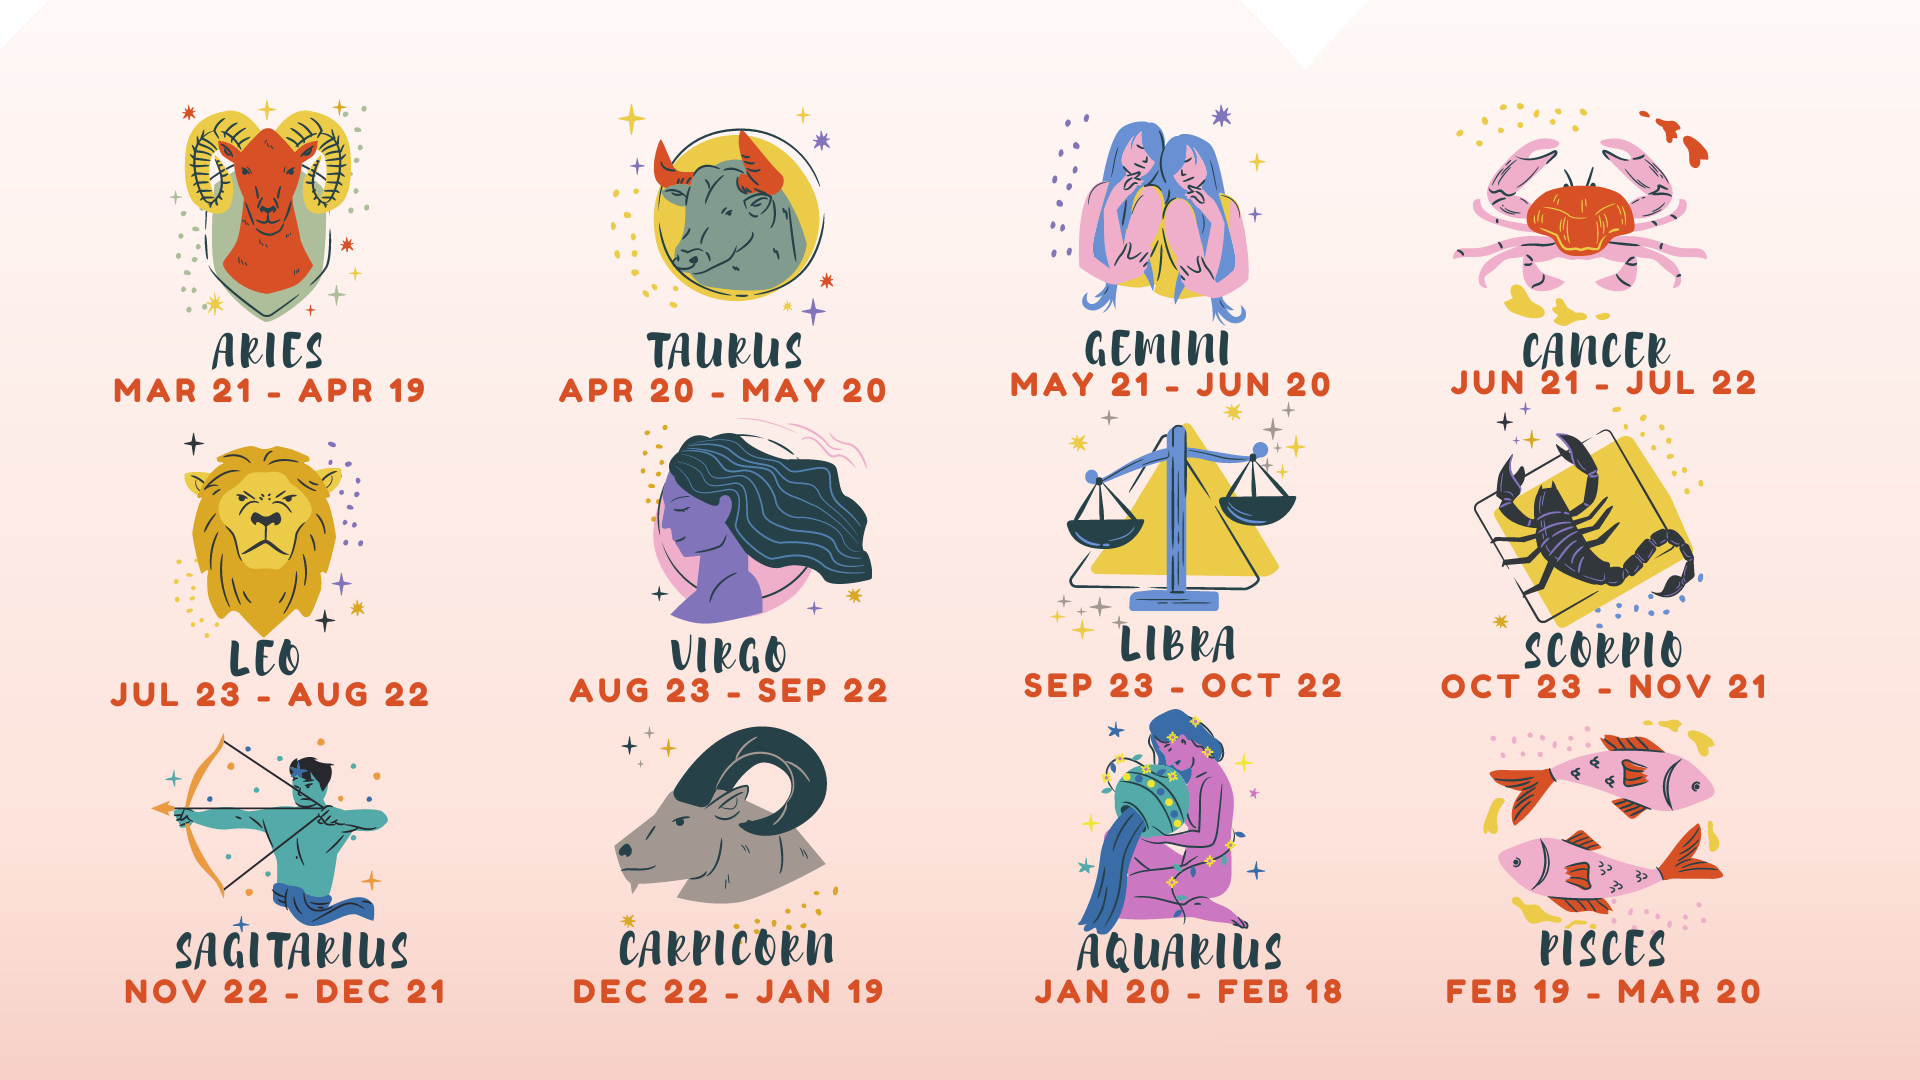 ARIES
MAR 21 - APR 19
TAURUS
APR 20 - MAY 20
GEMINI
MAY 21 - JUN 20
CANCER
JUN 21 - JUL 22
LEO
JUL 23 - AUG 22
VIRGO
AUG 23 - SEP 22
LIBRA
SEP 23 - OCT 22
SCORPIO
OCT 23 - NOV 21
SAGITARIUS
NOV 22 - DEC 21
CARPICORN
DEC 22 - JAN 19
AQUARIUS
JAN 20 - FEB 18
PISCES
FEB 19 - MAR 20